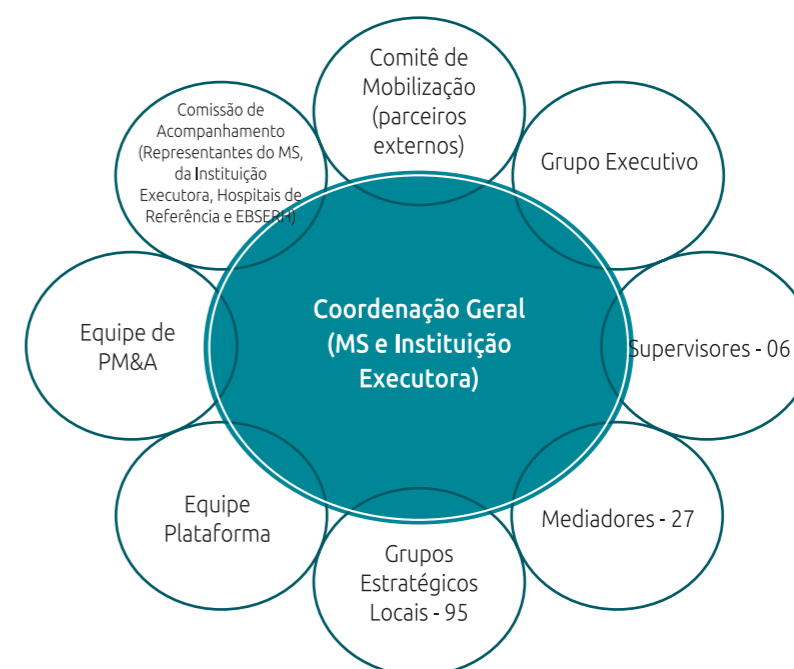 Comitê de
Mobilização
(parceiros
externos)
Comissão de
Acompanhamento
(Representantes do MS,
da Instituição
Executora, Hospitais de
Referência e EBSERH)
Grupo Executivo
Coordenação Geral
(MS e Instituição
Executora)
Equipe de
PM&A
Supervisores - 06
Equipe
Plataforma
Mediadores - 27
Grupos
Estratégicos
Locais - 95